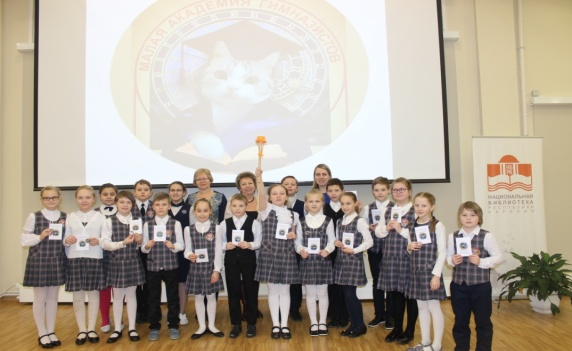 МАЛАЯ АКАДЕМИЯ ГИМНАЗИСТОВ
НАЦИОНАЛЬНАЯ
БИБЛИОТЕКА